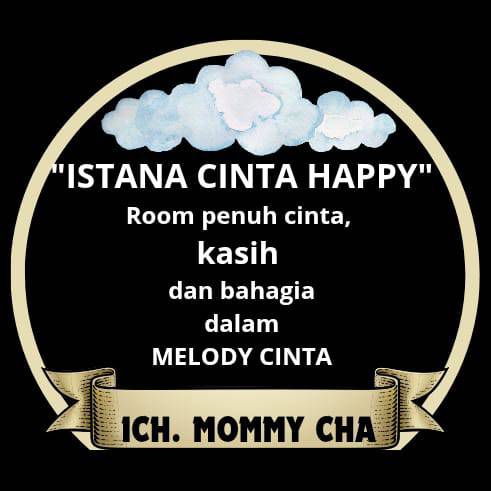 "ISTANA CINTA HAPPY"
Room penuh cinta,
kasih
dan bahagia
dalam
MELODY CINTA
ICH. MOMMY CHA